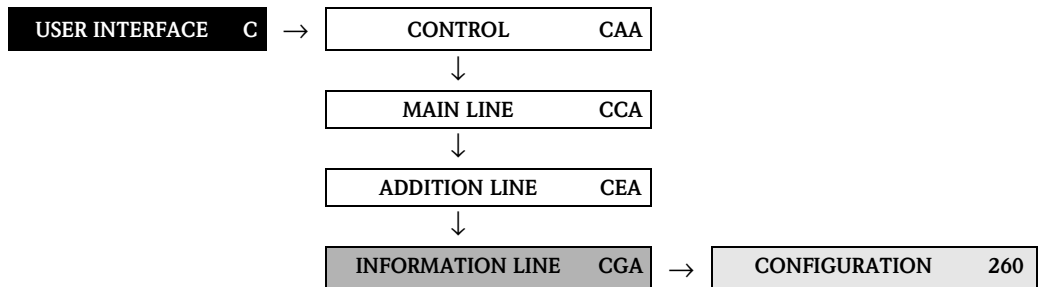 USER INTERFACE C → CONTROL CAA
↓
MAIN LINE CCA
↓
ADDITION LINE CEA
↓
INFORMATION LINE CGA → CONFIGURATION 260